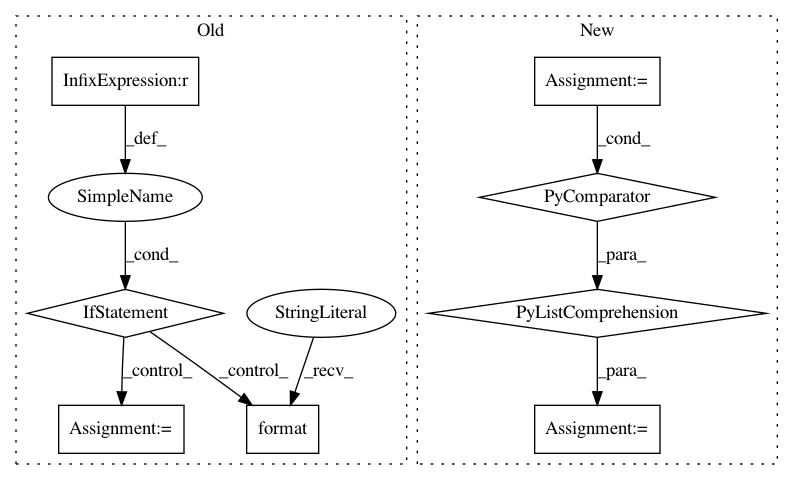 Old
New
InfixExpression:r
Assignment:=
_def_
_cond_
SimpleName
PyComparator
_cond_
_para_
IfStatement
StringLiteral
PyListComprehension
_control_
_control_
_recv_
_para_
Assignment:=
format
Assignment:=